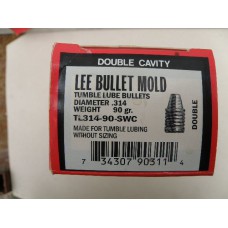 DOUBLE CAVITY
LEE BULLET MOLD
TUMBLE LUBE BULLETS
DIAMETER .314
WEIGHT 90 gr.
TL314-90-SWC
MADE FOR TUMBLE LUBING
WITHOUT SIZING
DOUBLE
7 34307 90311 4